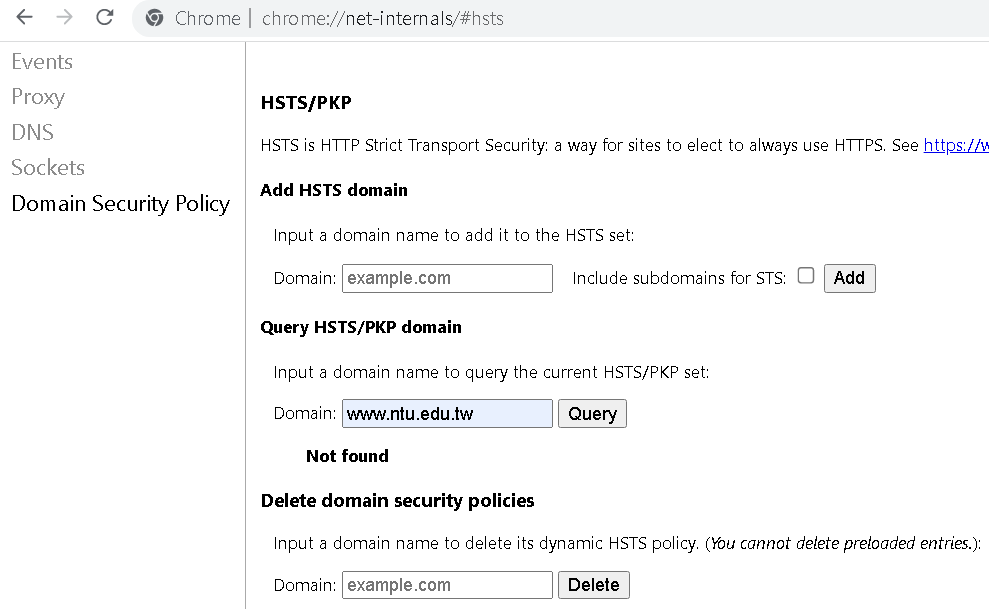 Chrome | chrome://net-internals/#hsts
Events
Proxy
DNS
Sockets
Domain Security Policy
HSTS/PKP
HSTS is HTTP Strict Transport Security: a way for sites to elect to always use HTTPS. See https://w
Add HSTS domain
Input a domain name to add it to the HSTS set:
Domain: example.com Include subdomains for STS: Add
Query HSTS/PKP domain
Input a domain name to query the current HSTS/PKP set:
Domain: www.ntu.edu.tw Query
Not found
Delete domain security policies
Input a domain name to delete its dynamic HSTS policy. (You cannot delete preloaded entries.):
Domain: example.com Delete